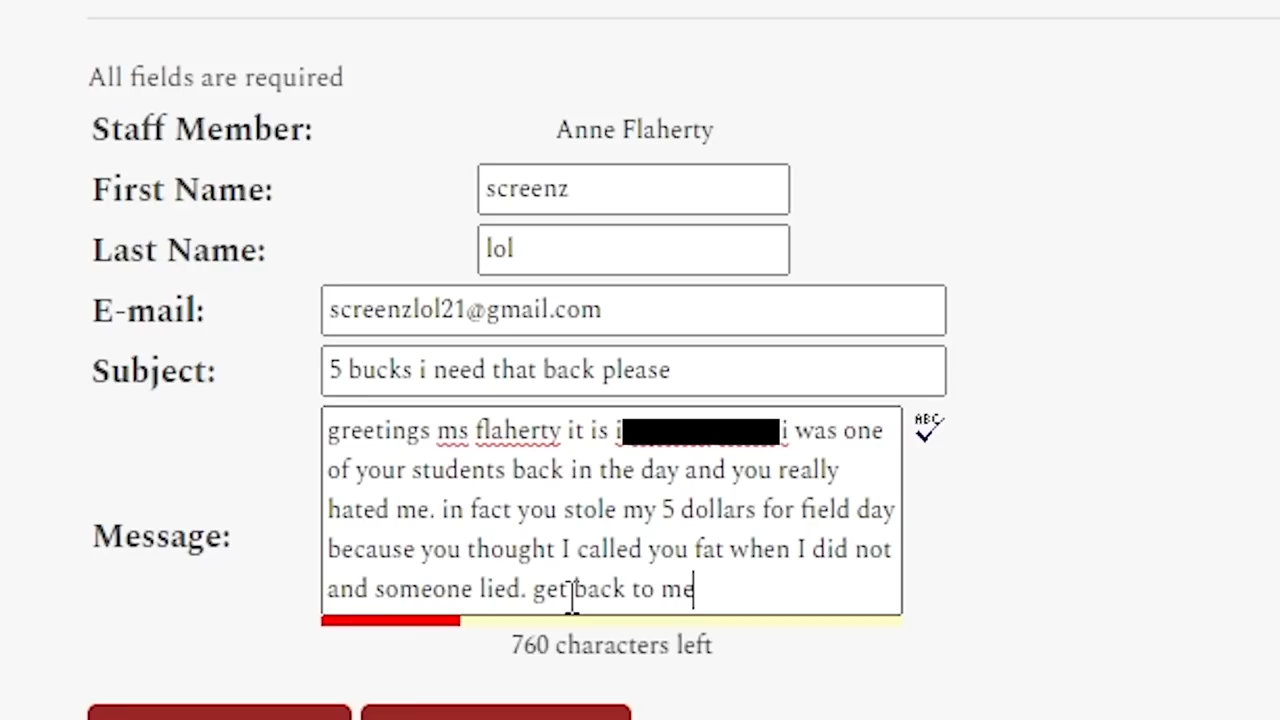 All fields are required
Staff Member: Anne Flaherty
First Name: screenz
Last Name: lol
E-mail: screenzlol21@gmail.com
Subject: 5 bucks i need that back please
greetings ms flaherty it is i i was one
of your students back in the day and you really
hated me. in fact you stole my 5 dollars for field day
because you thought I called you fat when I did not
Message:
and someone lied. get back to me
ABC
760 characters left